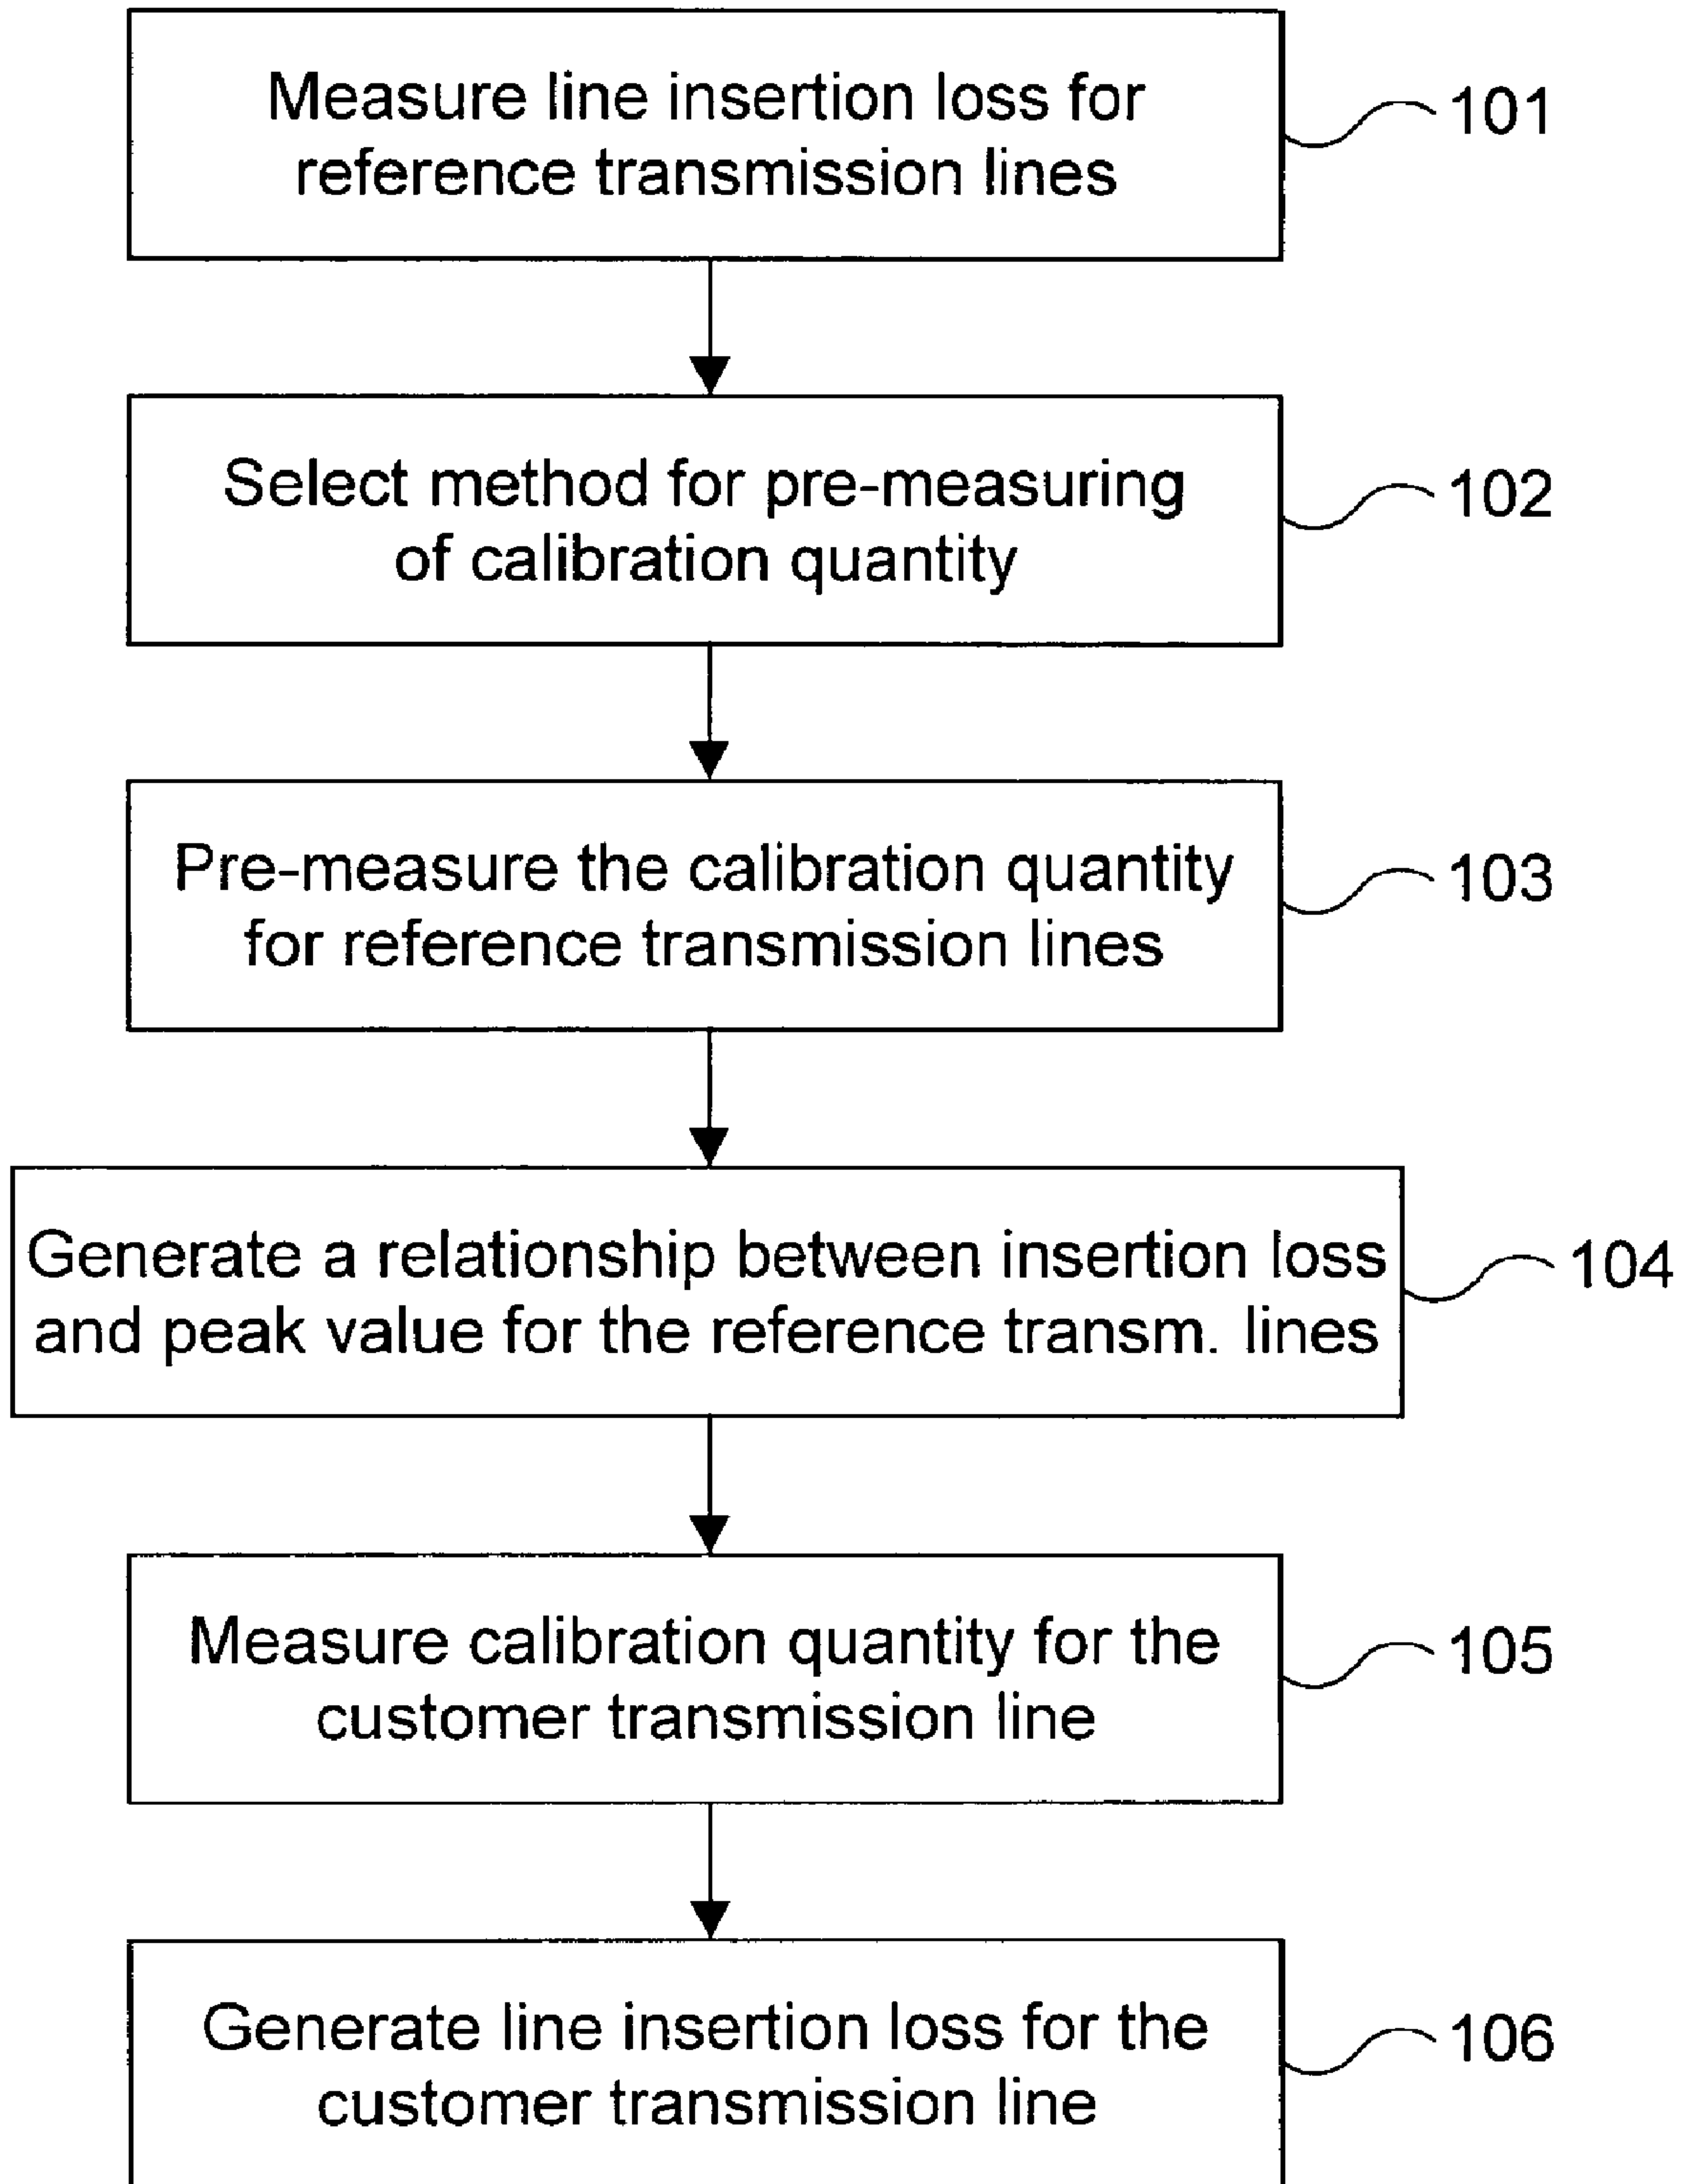 Measure line insertion loss for
reference transmission lines
101
Select method for pre-measuring
of calibration quantity
102
Pre-measure the calibration quantity
for reference transmission lines
103
Generate a relationship between insertion loss
and peak value for the reference transm. lines
104
Measure calibration quantity for the
customer transmission line
105
Generate line insertion loss for the
customer transmission line
106